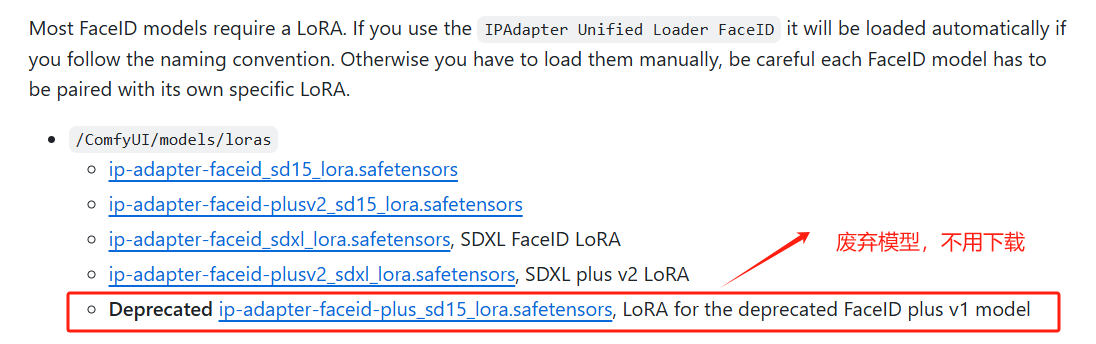 Most FaceID models require a LoRA. If you use the IPAdapter Unified Loader FaceID it will be loaded automatically if
you follow the naming convention. Otherwise you have to load them manually, be careful each FaceID model has to
be paired with its own specific LoRA.
/ComfyUI/models/loras
ip-adapter-faceid_sd15_lora.safetensors
ip-adapter-faceid-plusv2_sd15_lora.safetensors
ip-adapter-faceid_sdxl_lora.safetensors, SDXL FaceID LoRA
废弃模型，不用下载
ip-adapter-faceid-plusv2_sdxl_lora.safetensors, SDXL plus v2 LoRA
Deprecated ip-adapter-faceid-plus_sd15_lora.safetensors, LoRA for the deprecated FaceID plus v1 model